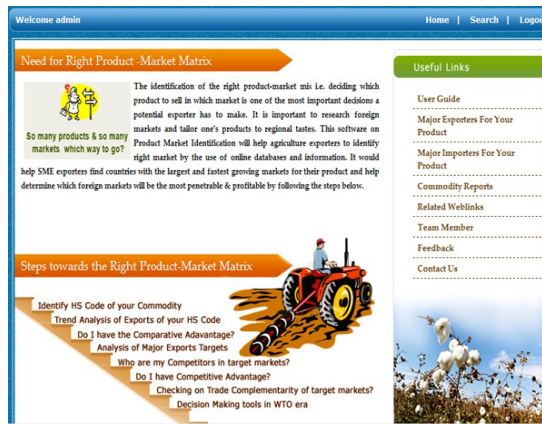 Welcome admin
Home | Search | Logou
Need for Right Product -Market Matrix
So many products & so many
markets which way to go?
The identification of the right product-market mix i.e. deciding which
product to sell in which market is one of the most important decisions a
potential exporter has to make. It is important to research foreign
markets and tailor one's products to regional tastes. This software on
Product Market Identification will help agriculture exporters to identify
right market by the use of online databases and information. It would
help SME exporters find countries with the largest and fastest growing markets for their product and help
determine which foreign markets will be the most penetrable & profitable by following the steps below.
Steps towards the Right Product-Market Matrix
Identify HS Code of your Commodity
Trend Analysis of Exports of your HS Code
Do I have the Comparative Adavantage?
Analysis of Major Exports Targets
Who are my Competitors in target markets?
Do I have Competitive Advantage?
Checking on Trade Complementarity of target markets?
Decision Making tools in WTO era
Useful Links
User Guide
Major Exporters For Your
Product
Major Importers For Your
Product
Commodity Reports
Related Weblinks
Team Member
Feedback
Contact Us